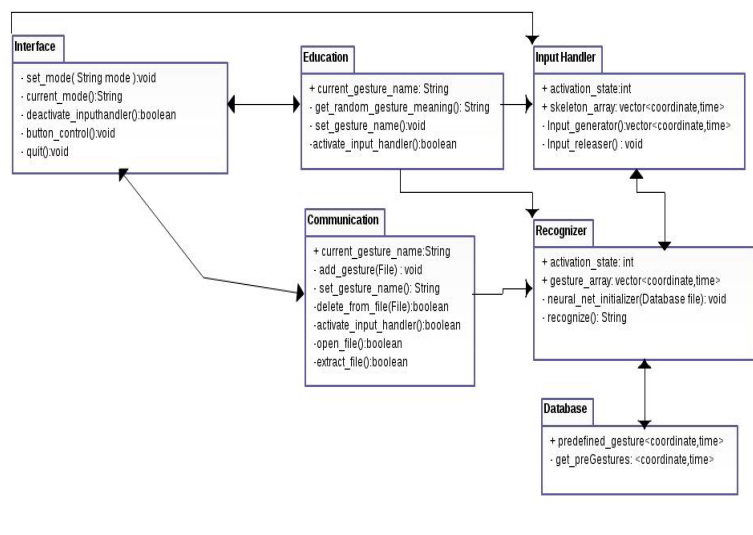 Interface
- set_mode( String mode ):void
- current_mode():String
- deactivate_inputhandler():boolean
- button_control():void
- quit():void
Education
+ current_gesture_name: String
- get_random_gesture_meaning(): String
- set_gesture_name():void
-activate_input_handler():boolean
Input Handler
+ activation_state:int
+ skeleton_array: vector<coordinate,time>
- Input_generator():vector<coordinate,time>
- Input_releaser() : void
Communication
+ current_gesture_name:String
- add_gesture(File) : void
- set_gesture_name(): String
-delete_from_file(File):boolean
-activate_input_handler():boolean
-open_file():boolean
-extract_file():boolean
Recognizer
+ activation_state: int
+ gesture_array: vector<coordinate,time>
- neural_net_initializer(Database file): void
- recognize(): String
Database
+ predefined_gesture<coordinate,time>
- get_preGestures: <coordinate,time>